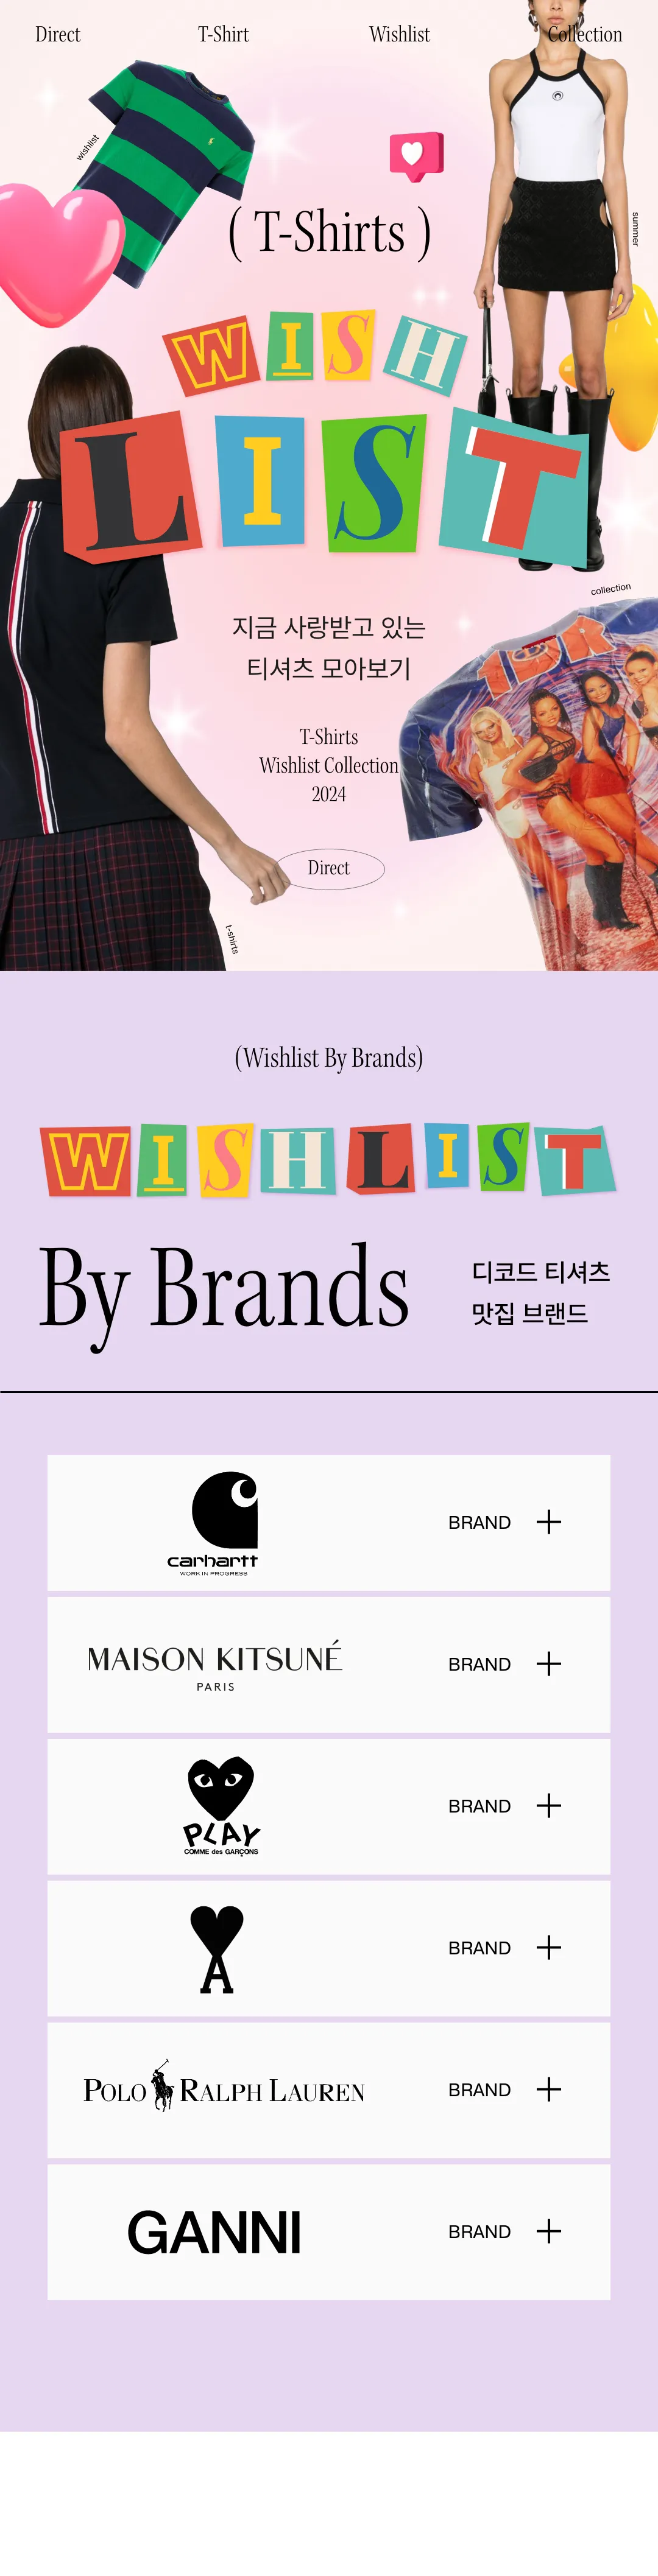 Direct
T-Shirt
Wishlist
Collection
wishlist
summer
( T-Shirts )
WISH
LIST
collection
지금 사랑받고 있는
티셔츠 모아보기
T-Shirts
Wishlist Collection
2024
Direct
t-shirts
(Wishlist By Brands)
WISHLIST
By Brands
디코드 티셔츠
맛집 브랜드
carhartt
WORK IN PROGRESS
BRAND
MAISON KITSUNÉ
PARIS
BRAND
PLAY
COMME des GARÇONS
BRAND
A
BRAND
POLO RALPH LAUREN
BRAND
GANNI
BRAND